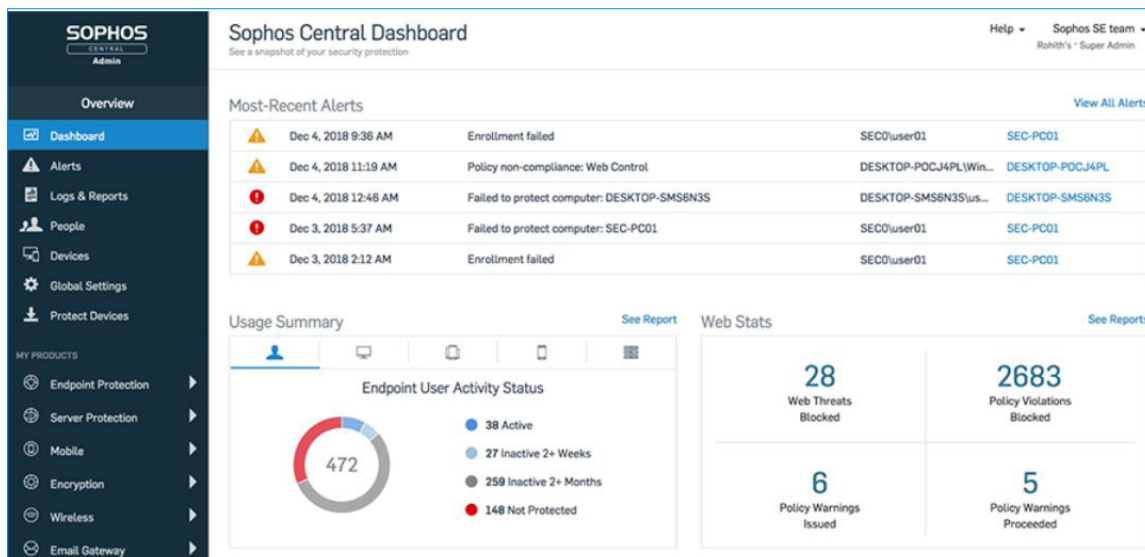 SOPHOS
CENTRAL
Admin
Overview
Dashboard
Alerts
Logs & Reports
People
Devices
Global Settings
Protect Devices
MY PRODUCTS
Endpoint Protection
Server Protection
Mobile
Encryption
Wireless
Email Gateway
Sophos Central Dashboard
See a snapshot of your security protection
Help
Sophos SE team
Rohith's · Super Admin
Most-Recent Alerts
View All Alerts
Dec 4, 2018 9:36 AM Enrollment failed SEC0\user01 SEC-PC01
Dec 4, 2018 11:19 AM Policy non-compliance: Web Control DESKTOP-POCJ4PL\Win... DESKTOP-POCJ4PL
Dec 4, 2018 12:46 AM Failed to protect computer: DESKTOP-SMS6N3S DESKTOP-SMS6N3S\us... DESKTOP-SMS6N3S
Dec 3, 2018 5:37 AM Failed to protect computer: SEC-PC01 SEC0\user01 SEC-PC01
Dec 3, 2018 2:12 AM Enrollment failed SEC0\user01 SEC-PC01
Usage Summary
See Report
Endpoint User Activity Status
472
38 Active
27 Inactive 2+ Weeks
259 Inactive 2+ Months
148 Not Protected
Web Stats
See Reports
28
Web Threats
Blocked
2683
Policy Violations
Blocked
6
Policy Warnings
Issued
5
Policy Warnings
Proceeded